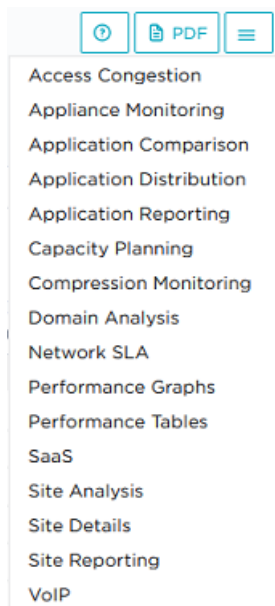 PDF
Access Congestion
Appliance Monitoring
Application Comparison
Application Distribution
Application Reporting
Capacity Planning
Compression Monitoring
Domain Analysis
Network SLA
Performance Graphs
Performance Tables
SaaS
Site Analysis
Site Details
Site Reporting
VoIP